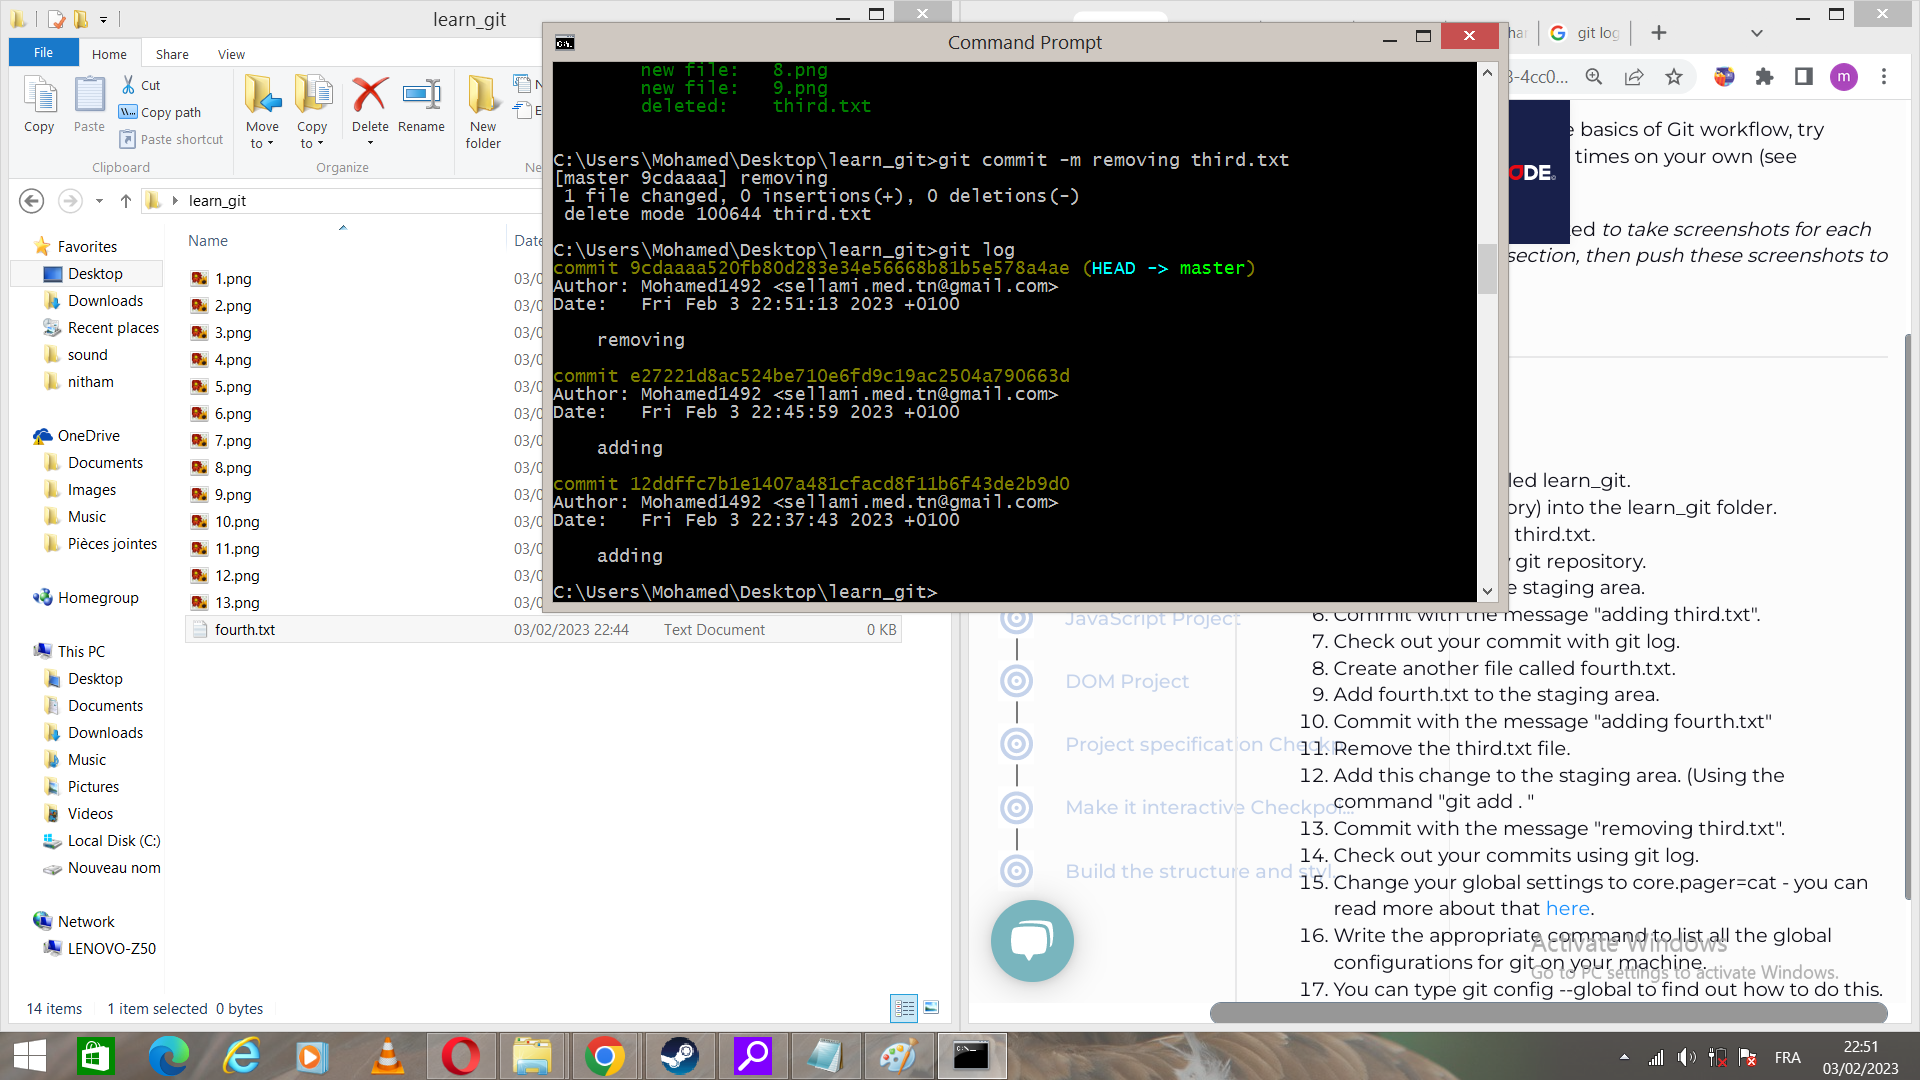 learn_git
File
Home
Share
View
Copy
Paste
Cut
Copy path
Paste shortcut
Move to
Copy to
Delete
Rename
New folder
Clipboard
Organize
Ne
learn_git
Favorites
Desktop
Downloads
Recent places
sound
nitham
OneDrive
Documents
Images
Music
Pièces jointes
Homegroup
This PC
Desktop
Documents
Downloads
Music
Pictures
Videos
Local Disk (C:)
Nouveau nom
Network
LENOVO-Z50
Name
Date
1.png 03/0
2.png 03/0
3.png 03/0
4.png 03/0
5.png 03/0
6.png 03/0
7.png 03/0
8.png 03/0
9.png 03/0
10.png 03/0
11.png 03/0
12.png 03/0
13.png 03/0
fourth.txt 03/02/2023 22:44 Text Document 0 KB
14 items 1 item selected 0 bytes
Command Prompt
new file: 8.png
new file: 9.png
deleted: third.txt
C:\Users\Mohamed\Desktop\learn_git>git commit -m removing third.txt
[master 9cdaaaa] removing
1 file changed, 0 insertions(+), 0 deletions(-)
delete mode 100644 third.txt
C:\Users\Mohamed\Desktop\learn_git>git log
commit 9cdaaaa520fb80d283e34e56668b81b5e578a4ae (HEAD -> master)
Author: Mohamed1492 <sellami.med.tn@gmail.com>
Date: Fri Feb 3 22:51:13 2023 +0100
removing
commit e27221d8ac524be710e6fd9c19ac2504a790663d
Author: Mohamed1492 <sellami.med.tn@gmail.com>
Date: Fri Feb 3 22:45:59 2023 +0100
adding
commit 12ddffc7b1e1407a481cfacd8f11b6f43de2b9d0
Author: Mohamed1492 <sellami.med.tn@gmail.com>
Date: Fri Feb 3 22:37:43 2023 +0100
adding
C:\Users\Mohamed\Desktop\learn_git>
git log
3-4cc0...
m
e basics of Git workflow, try
times on your own (see
ODE
ed to take screenshots for each
section, then push these screenshots to
led learn_git.
ory) into the learn_git folder.
third.txt.
git repository.
e staging area.
6. Commit with the message "adding third.txt".
7. Check out your commit with git log.
8. Create another file called fourth.txt.
9. Add fourth.txt to the staging area.
10. Commit with the message "adding fourth.txt"
11. Remove the third.txt file.
12. Add this change to the staging area. (Using the
command "git add . "
13. Commit with the message "removing third.txt".
14. Check out your commits using git log.
15. Change your global settings to core.pager=cat - you can
read more about that here.
16. Write the appropriate command to list all the global
configurations for git on your machine.
17. You can type git config --global to find out how to do this.
JavaScript Project
DOM Project
Project specification Checkp
Make it interactive Checkpoi...
Build the structure and styl...
Activate Windows
Go to PC settings to activate Windows.
FRA
22:51
03/02/2023